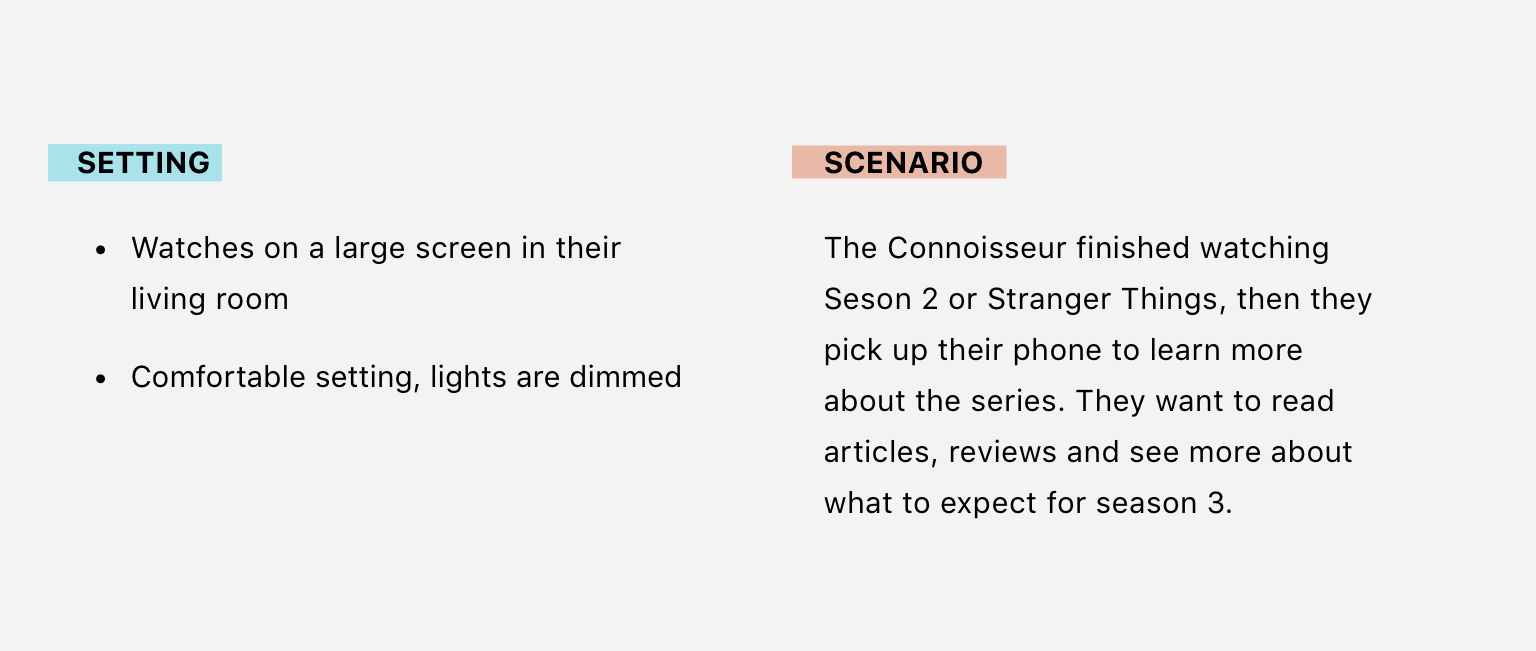 SETTING
• Watches on a large screen in their
living room
• Comfortable setting, lights are dimmed
SCENARIO
The Connoisseur finished watching
Seson 2 or Stranger Things, then they
pick up their phone to learn more
about the series. They want to read
articles, reviews and see more about
what to expect for season 3.